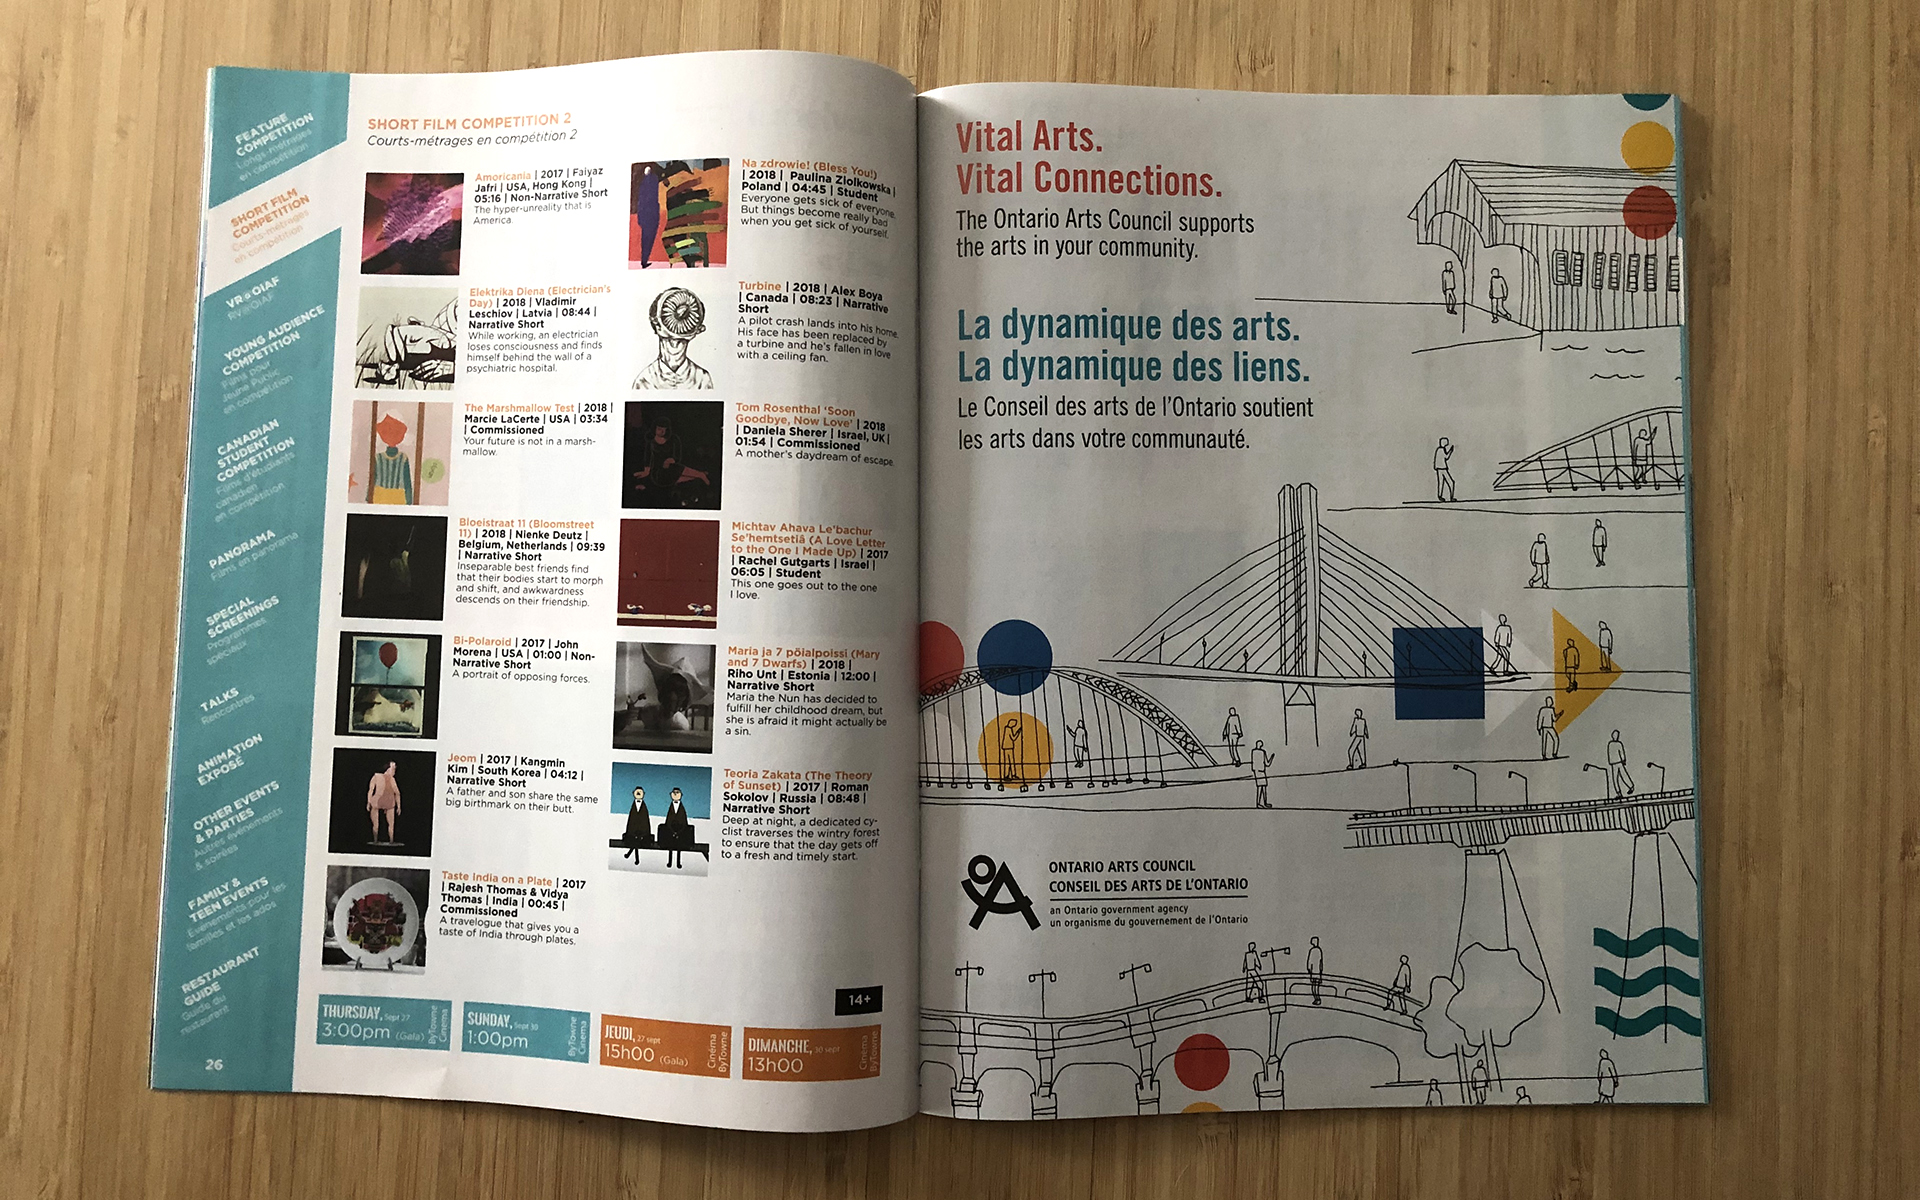 FEATURE
COMPETITION
Longs-métrages
en compétition
SHORT FILM
COMPETITION
Courts-métrages
en compétition
VR@OIAF
RV@OIAF
YOUNG AUDIENCE
COMPETITION
Films pour
Jeune Public
en compétition
CANADIAN
STUDENT
COMPETITION
Films d'étudiants
canadien
en compétition
PANORAMA
Films en panorama
SPECIAL
SCREENINGS
Programmes
spéciaux
TALKS
Rencontres
ANIMATION
EXPOSÉ
OTHER EVENTS
& PARTIES
Autres événements
& soirées
FAMILY &
TEEN EVENTS
Événements pour les
familles et les ados
RESTAURANT
GUIDE
Guide du
restaurant
26
SHORT FILM COMPETITION 2
Courts-métrages en compétition 2
Amoricania | 2017 | Faiyaz
Jafri | USA, Hong Kong |
05:16 | Non-Narrative Short
The hyper-unreality that is
America.
Elektrika Diena (Electrician's
Day) | 2018 | Vladimir
Leschiov | Latvia | 08:44 |
Narrative Short
While working, an electrician
loses consciousness and finds
himself behind the wall of a
psychiatric hospital.
The Marshmallow Test | 2018 |
Marcie LaCerte | USA | 03:34
| Commissioned
Your future is not in a marsh-
mallow.
Bloeistraat 11 (Bloomstreet
11) | 2018 | Nienke Deutz |
Belgium, Netherlands | 09:39
| Narrative Short
Inseparable best friends find
that their bodies start to morph
and shift, and awkwardness
descends on their friendship.
Bi-Polaroid | 2017 | John
Morena | USA | 01:00 | Non-
Narrative Short
A portrait of opposing forces.
Jeom | 2017 | Kangmin
Kim | South Korea | 04:12 |
Narrative Short
A father and son share the same
big birthmark on their butt.
Taste India on a Plate | 2017
| Rajesh Thomas & Vidya
Thomas | India | 00:45 |
Commissioned
A travelogue that gives you a
taste of India through plates.
Na zdrowie! (Bless You!)
| 2018 | Paulina Ziolkowska |
Poland | 04:45 | Student
Everyone gets sick of everyone.
But things become really bad
when you get sick of yourself.
Turbine | 2018 | Alex Boya
| Canada | 08:23 | Narrative
Short
A pilot crash lands into his home.
His face has been replaced by
a turbine and he's fallen in love
with a ceiling fan.
Tom Rosenthal 'Soon
Goodbye, Now Love' | 2018
| Daniela Sherer | Israel, UK |
01:54 | Commissioned
A mother's daydream of escape
Michtav Ahava Le'bachur
Se'hemtsetiã (A Love Letter
to the One I Made Up) | 2017
| Rachel Gutgarts | Israel |
06:05 | Student
This one goes out to the one
I love.
Maria ja 7 pöialpoissi (Mary
and 7 Dwarfs) | 2018 |
Riho Unt | Estonia | 12:00 |
Narrative Short
Maria the Nun has decided to
fulfill her childhood dream, but
she is afraid it might actually be
a sin.
Teoria Zakata (The Theory
of Sunset) | 2017 | Roman
Sokolov | Russia | 08:48 |
Narrative Short
Deep at night, a dedicated cy-
clist traverses the wintry forest
to ensure that the day gets off
to a fresh and timely start.
14+
THURSDAY, Sept 27
3:00pm (Gala)
ByTowne
Cinema
SUNDAY, Sept 30
1:00pm
ByTowne
Cinema
JEUDI, 27 sept
15h00 (Gala)
Cinéma
ByTowne
DIMANCHE, 30 sept
13h00
Cinéma
ByTowne
Vital Arts.
Vital Connections.
The Ontario Arts Council supports
the arts in your community.
La dynamique des arts.
La dynamique des liens.
Le Conseil des arts de l'Ontario soutient
les arts dans votre communauté.
ONTARIO ARTS COUNCIL
CONSEIL DES ARTS DE L'ONTARIO
an Ontario government agency
un organisme du gouvernement de l'Ontario